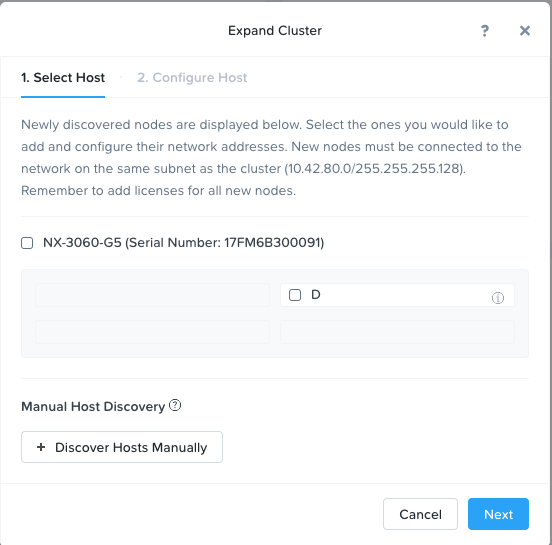 Expand Cluster
?
1. Select Host
2. Configure Host
Newly discovered nodes are displayed below. Select the ones you would like to
add and configure their network addresses. New nodes must be connected to the
network on the same subnet as the cluster (10.42.80.0/255.255.255.128).
Remember to add licenses for all new nodes.
NX-3060-G5 (Serial Number: 17FM6B300091)
D
Manual Host Discovery ?
+ Discover Hosts Manually
Cancel
Next